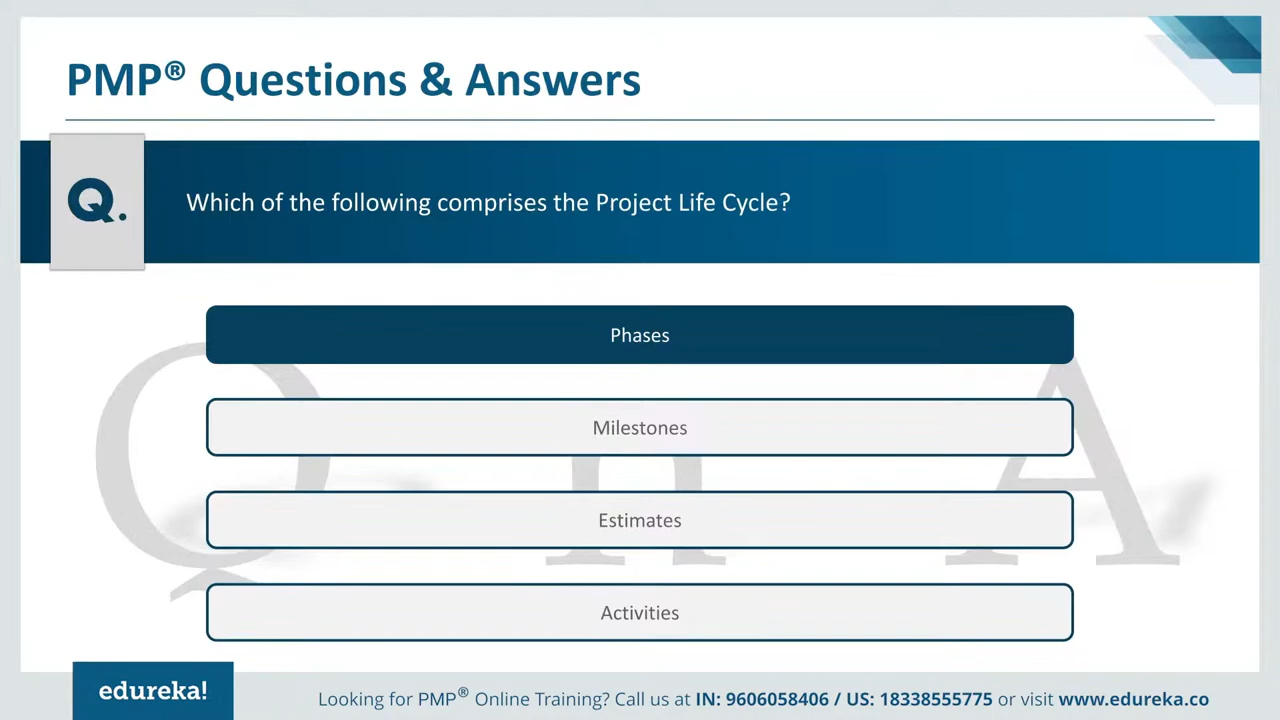 PMP® Questions & Answers
Q.
Which of the following comprises the Project Life Cycle?
Phases
Milestones
Estimates
Activities
Q n A
edureka!
Looking for PMP® Online Training? Call us at IN: 9606058406 / US: 18338555775 or visit www.edureka.co